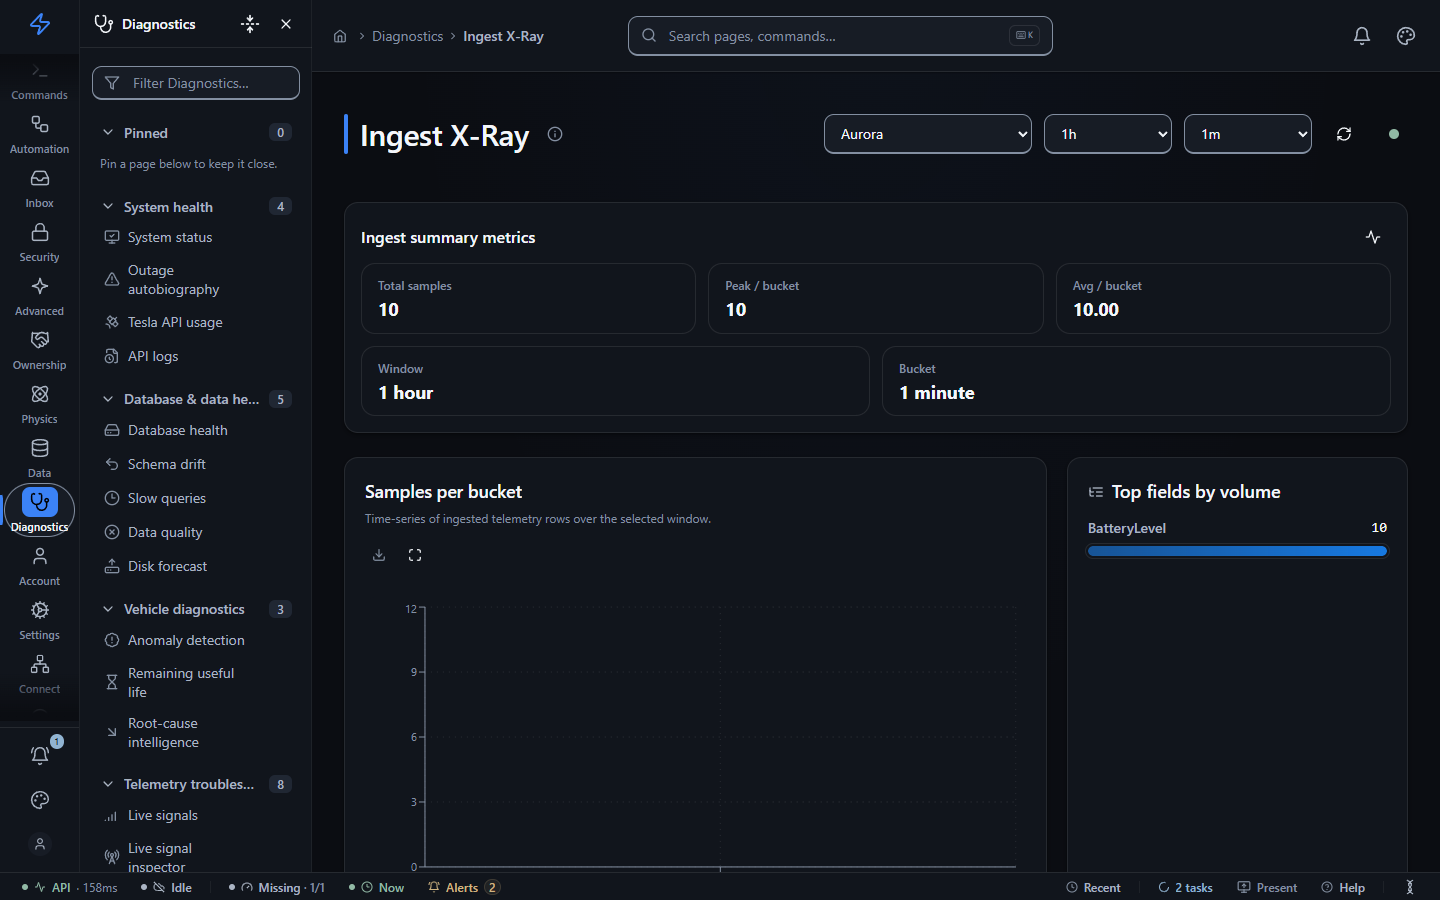 Diagnostics
Diagnostics
Ingest X-Ray
Search pages, commands...
K
Commands
Automation
Inbox
Security
Advanced
Ownership
Physics
Data
Diagnostics
Account
Settings
Connect
1
Filter Diagnostics...
Pinned
0
Pin a page below to keep it close.
System health
4
System status
Outage
autobiography
Tesla API usage
API logs
Database & data he...
5
Database health
Schema drift
Slow queries
Data quality
Disk forecast
Vehicle diagnostics
3
Anomaly detection
Remaining useful
life
Root-cause
intelligence
Telemetry troubles...
8
Live signals
Live signal
inspector
Ingest X-Ray
Aurora
1h
1m
Ingest summary metrics
Total samples
10
Peak / bucket
10
Avg / bucket
10.00
Window
1 hour
Bucket
1 minute
Samples per bucket
Time-series of ingested telemetry rows over the selected window.
12
9
6
3
0
Top fields by volume
BatteryLevel
10
API · 158ms
Idle
Missing · 1/1
Now
Alerts 2
Recent
2 tasks
Present
Help